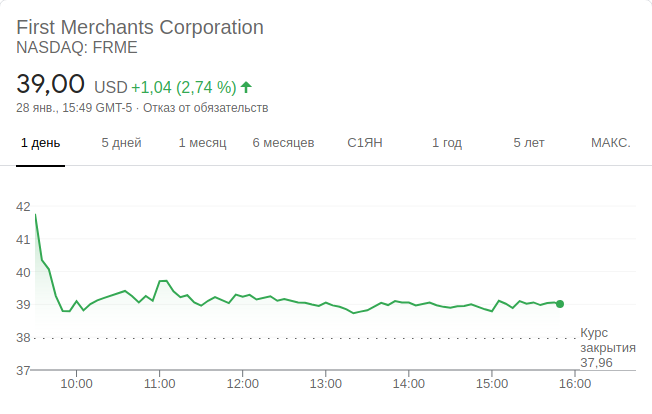 First Merchants Corporation
NASDAQ: FRME
39,00 USD +1,04 (2,74 %)
28 янв., 15:49 GMT-5 · Отказ от обязательств
1 день 5 дней 1 месяц 6 месяцев С1ЯН 1 год 5 лет МАКС.
42
41
40
39
38
Курс
закрытия
37,96
37
10:00 11:00 12:00 13:00 14:00 15:00 16:00